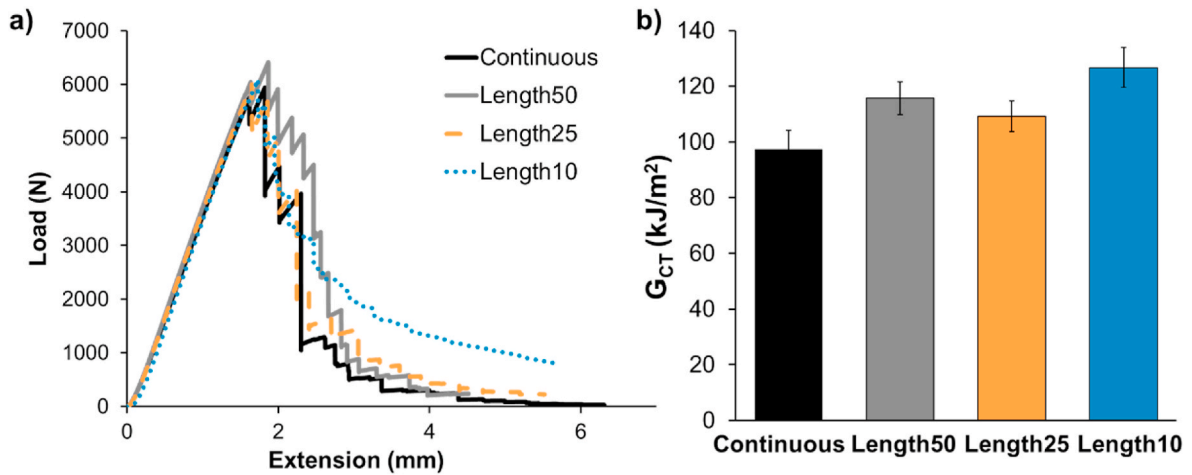 a)
Load (N)
7000
6000
5000
4000
3000
2000
1000
0
0 2 4 6
Extension (mm)
Continuous
Length50
Length25
Length10
b)
G_CT (kJ/m²)
140
120
100
80
60
40
20
0
Continuous Length50 Length25 Length10